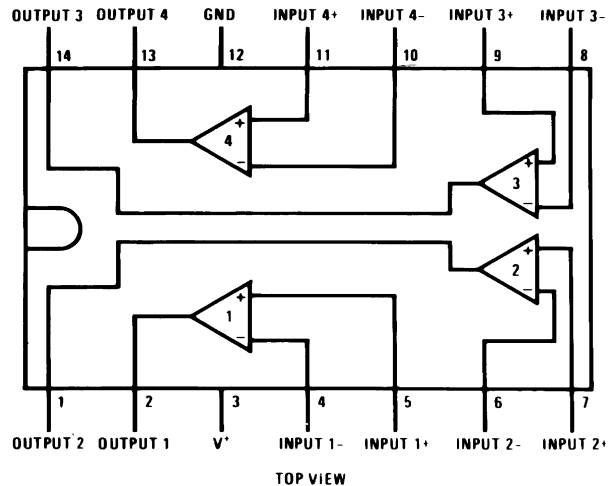 OUTPUT 3 OUTPUT 4 GND INPUT 4+ INPUT 4- INPUT 3+ INPUT 3-
14 13 12 11 10 9 8
+
4
-
+
3
-
+
2
-
+
1
-
1 2 3 4 5 6 7
OUTPUT 2 OUTPUT 1 V+ INPUT 1- INPUT 1+ INPUT 2- INPUT 2+
TOP VIEW